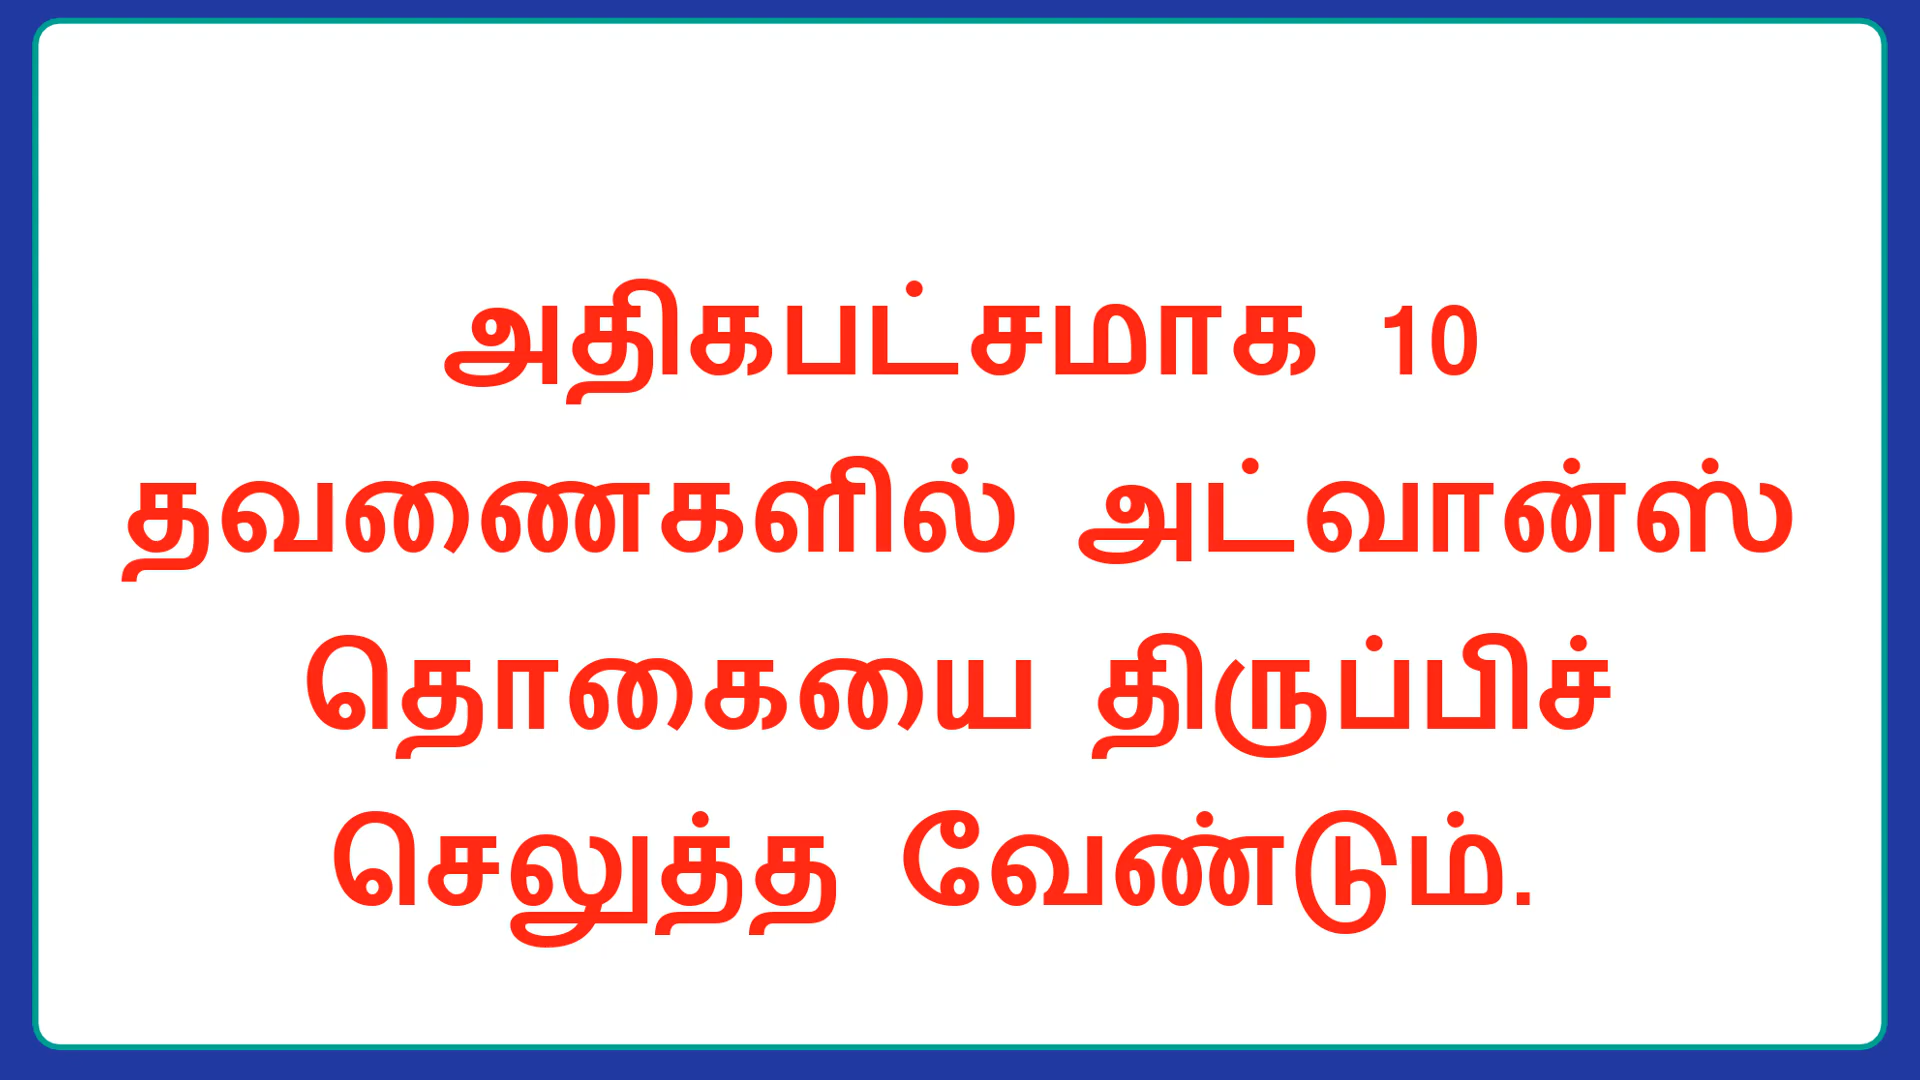 அதிகபட்சமாக 10
தவணைகளில் அட்வான்ஸ்
தொகையை திருப்பிச்
செலுத்த வேண்டும்.